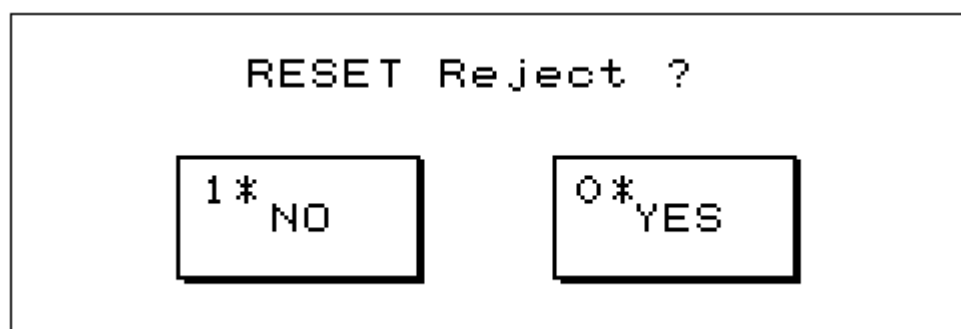 RESET Reject ?
1* NO
0* YES